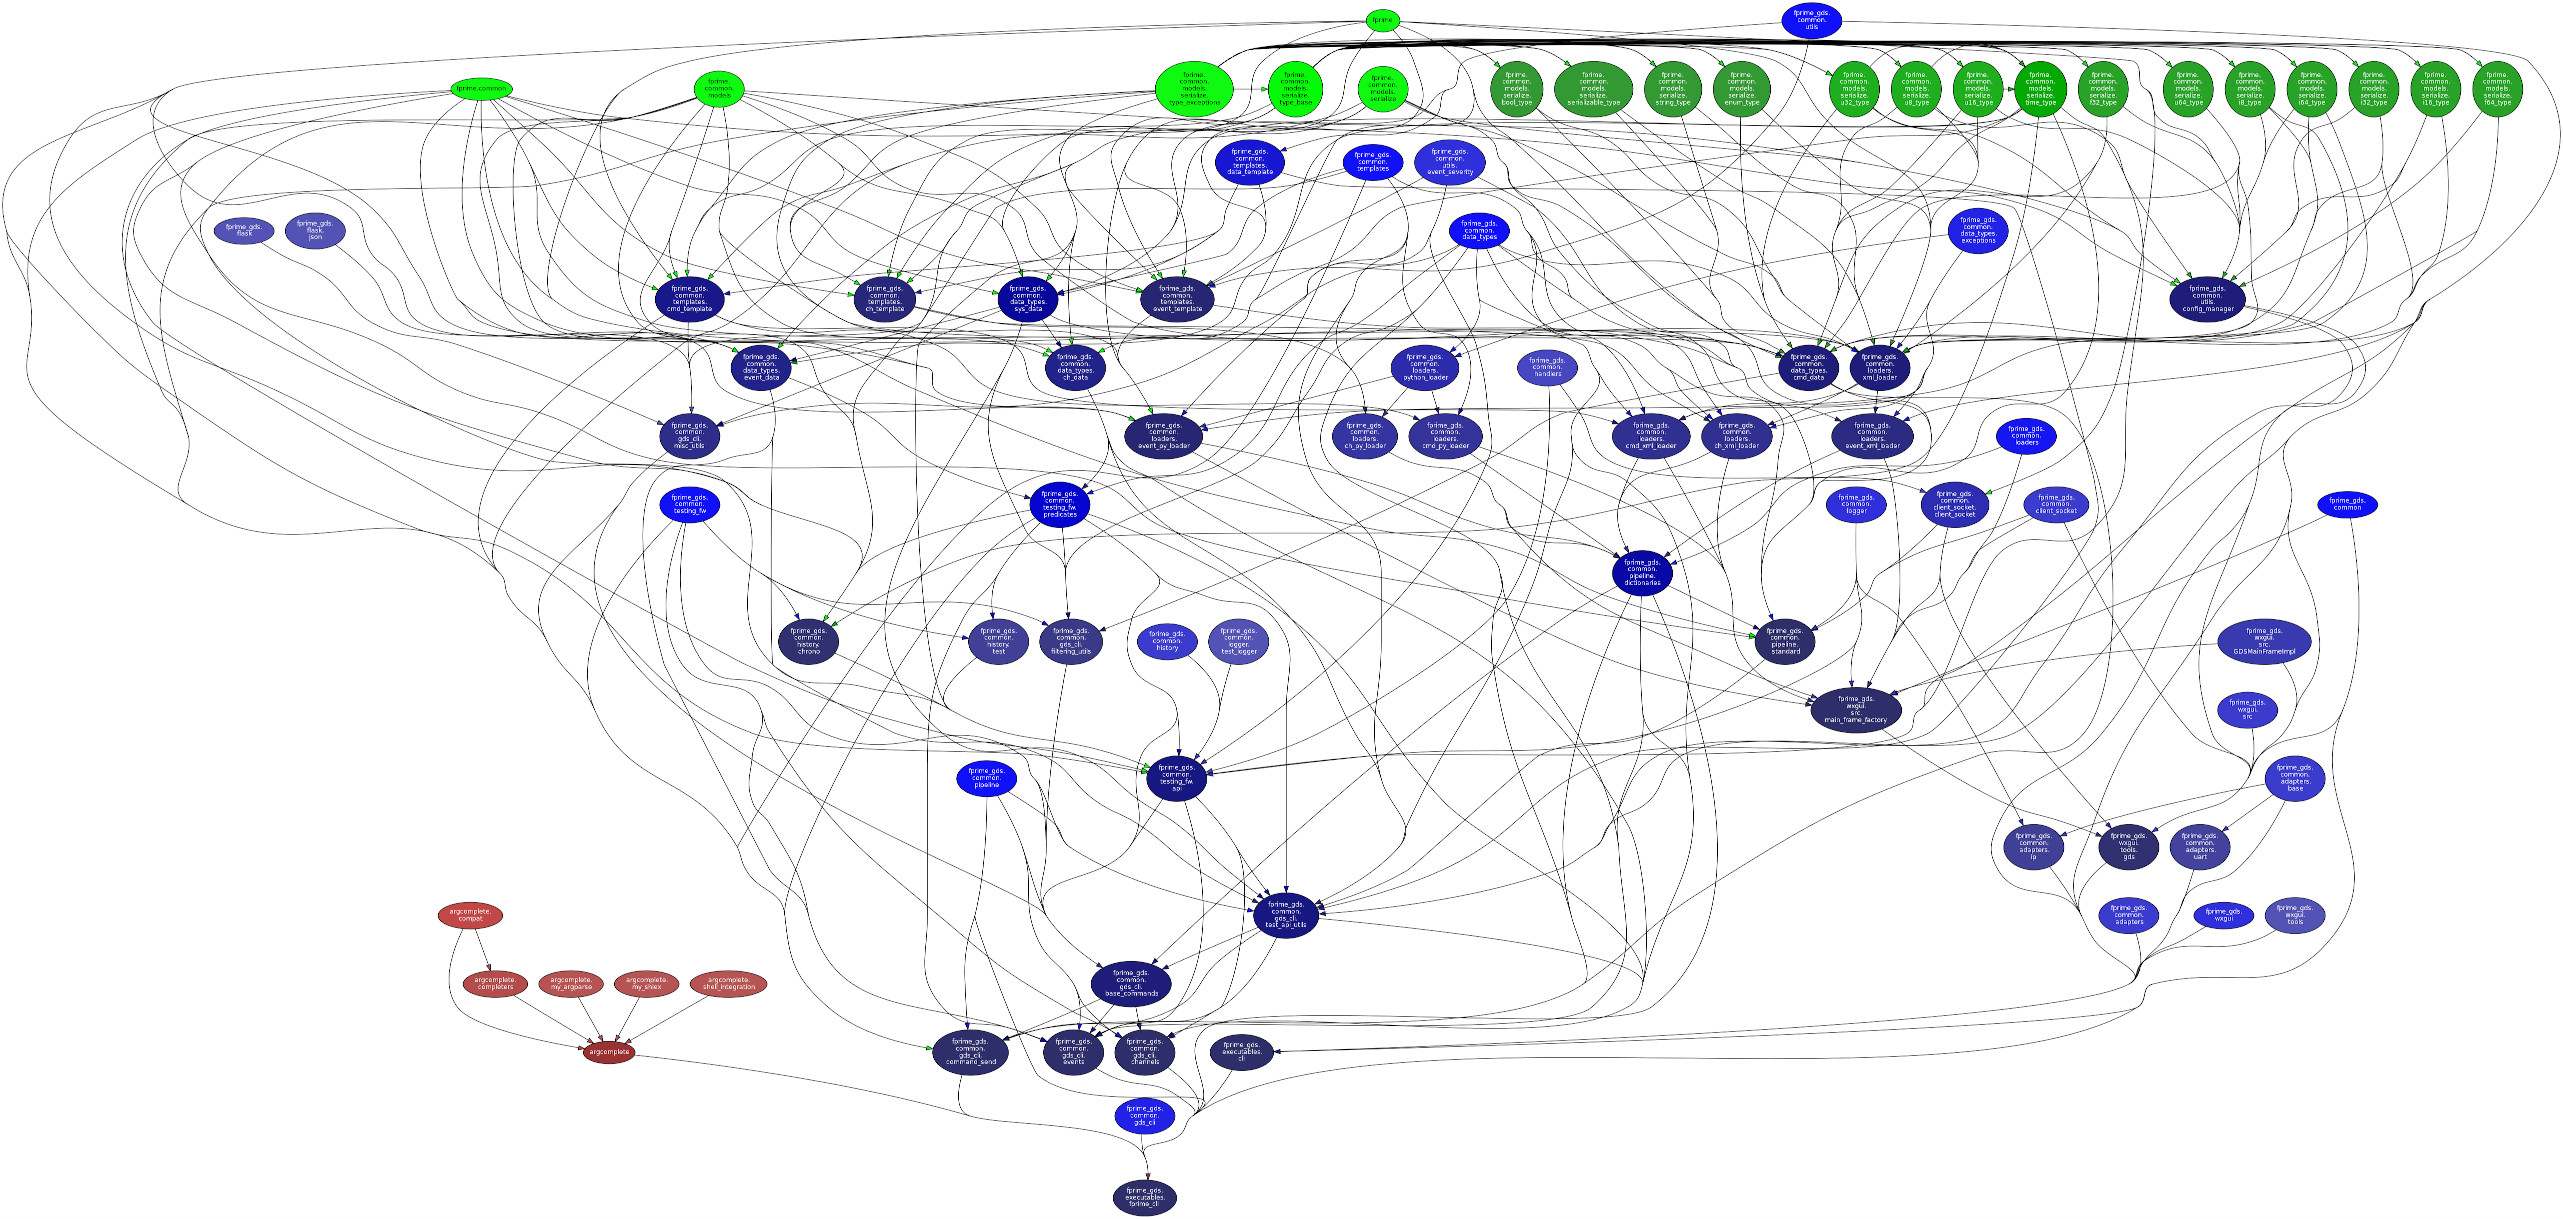 fprime
fprime_gds.
common.
utils
fprime.common
fprime.
common.
models
fprime.
common.
models.
serialize.
type_exceptions
fprime.
common.
models.
serialize.
type_base
fprime.
common.
models.
serialize
fprime.
common.
models.
serialize.
bool_type
fprime.
common.
models.
serialize.
serializable_type
fprime.
common.
models.
serialize.
string_type
fprime.
common.
models.
serialize.
enum_type
fprime.
common.
models.
serialize.
u32_type
fprime.
common.
models.
serialize.
u8_type
fprime.
common.
models.
serialize.
u16_type
fprime.
common.
models.
serialize.
time_type
fprime.
common.
models.
serialize.
f32_type
fprime.
common.
models.
serialize.
u64_type
fprime.
common.
models.
serialize.
i8_type
fprime.
common.
models.
serialize.
i64_type
fprime.
common.
models.
serialize.
i32_type
fprime.
common.
models.
serialize.
i16_type
fprime.
common.
models.
serialize.
f64_type
fprime_gds.
common.
templates.
data_template
fprime_gds.
common.
templates
fprime_gds.
common.
utils.
event_severity
fprime_gds.
flask
fprime_gds.
flask.
json
fprime_gds.
common.
data_types
fprime_gds.
common.
data_types.
exceptions
fprime_gds.
common.
templates.
cmd_template
fprime_gds.
common.
templates.
ch_template
fprime_gds.
common.
data_types.
sys_data
fprime_gds.
common.
templates.
event_template
fprime_gds.
common.
utils.
config_manager
fprime_gds.
common.
data_types.
event_data
fprime_gds.
common.
data_types.
ch_data
fprime_gds.
common.
loaders.
python_loader
fprime_gds.
common.
handlers
fprime_gds.
common.
data_types.
cmd_data
fprime_gds.
common.
loaders.
xml_loader
fprime_gds.
common.
gds_cli.
misc_utils
fprime_gds.
common.
loaders.
event_py_loader
fprime_gds.
common.
loaders.
ch_py_loader
fprime_gds.
common.
loaders.
cmd_py_loader
fprime_gds.
common.
loaders.
cmd_xml_loader
fprime_gds.
common.
loaders.
ch_xml_loader
fprime_gds.
common.
loaders.
event_xml_loader
fprime_gds.
common.
loaders
fprime_gds.
common.
testing_fw
fprime_gds.
common.
testing_fw.
predicates
fprime_gds.
common.
logger
fprime_gds.
common.
client_socket.
client_socket
fprime_gds.
common.
client_socket
fprime_gds.
common
fprime_gds.
common.
pipeline.
dictionaries
fprime_gds.
common.
history.
chrono
fprime_gds.
common.
history.
test
fprime_gds.
common.
gds_cli.
filtering_utils
fprime_gds.
common.
history
fprime_gds.
common.
logger.
test_logger
fprime_gds.
common.
pipeline.
standard
fprime_gds.
wxgui.
src.
GDSMainFrameImpl
fprime_gds.
wxgui.
src.
main_frame_factory
fprime_gds.
wxgui.
src
fprime_gds.
common.
pipeline
fprime_gds.
common.
testing_fw.
api
fprime_gds.
common.
adapters.
base
fprime_gds.
common.
adapters.
ip
fprime_gds.
wxgui.
tools.
gds
fprime_gds.
common.
adapters.
uart
argcomplete.
compat
fprime_gds.
common.
gds_cli.
test_api_utils
fprime_gds.
common.
adapters
fprime_gds.
wxgui
fprime_gds.
wxgui.
tools
argcomplete.
completers
argcomplete.
my_argparse
argcomplete.
my_shlex
argcomplete.
shell_integration
fprime_gds.
common.
gds_cli.
base_commands
argcomplete
fprime_gds.
common.
gds_cli.
command_send
fprime_gds.
common.
gds_cli.
events
fprime_gds.
common.
gds_cli.
channels
fprime_gds.
executables.
cli
fprime_gds.
common.
gds_cli
fprime_gds.
executables.
fprime_cli